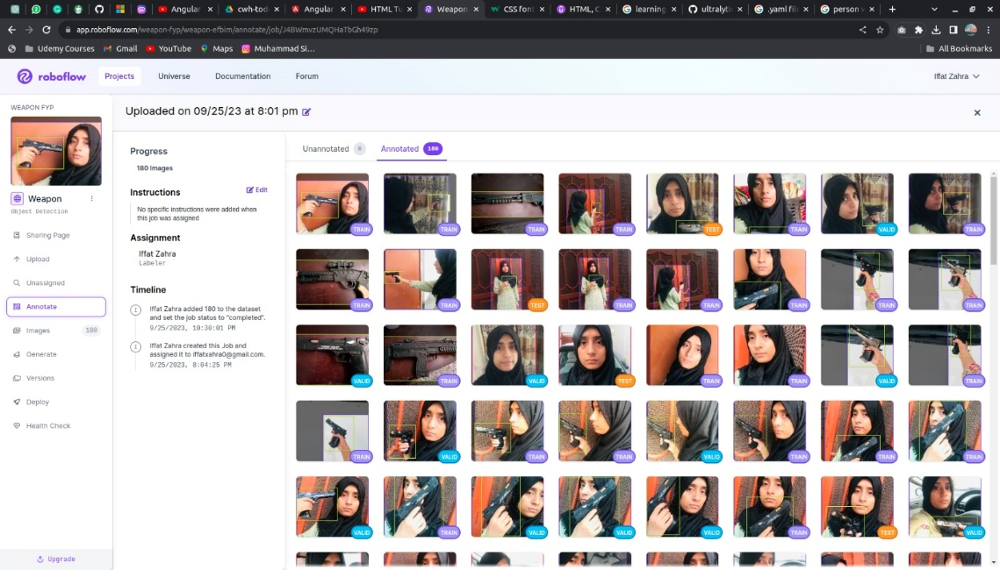 Angular
cwh-tod
Angular
HTML Tu
Weapon
CSS font
HTML, C
learning
ultralyti
.yaml fil
person v
app.roboflow.com/weapon-fyp/weapon-efbim/annotate/job/J4BWmvzUMQHaTbGh49zp
Udemy Courses
Gmail
YouTube
Maps
Muhammad Si...
All Bookmarks
roboflow
Projects
Universe
Documentation
Forum
Iffat Zahra
WEAPON FYP
Weapon
Object Detection
Sharing Page
Upload
Unassigned
Annotate
Images 180
Generate
Versions
Deploy
Health Check
Upgrade
Uploaded on 09/25/23 at 8:01 pm
Progress
180 Images
Instructions
Edit
No specific instructions were added when
this job was assigned
Assignment
Iffat Zahra
Labeler
Timeline
Iffat Zahra added 180 to the dataset
and set the job status to "completed".
9/25/2023, 10:30:01 PM
Iffat Zahra created this Job and
assigned it to iffatxahra0@gmail.com.
9/25/2023, 8:04:25 PM
Unannotated 0
Annotated 180
TRAIN TRAIN TRAIN TRAIN TEST TRAIN VALID TRAIN
TRAIN TRAIN TEST TRAIN TRAIN TRAIN TRAIN TRAIN
VALID TRAIN VALID TEST TRAIN TRAIN VALID TRAIN
TRAIN VALID TRAIN TRAIN VALID TRAIN TRAIN TRAIN
VALID TRAIN VALID VALID VALID TRAIN TEST VALID